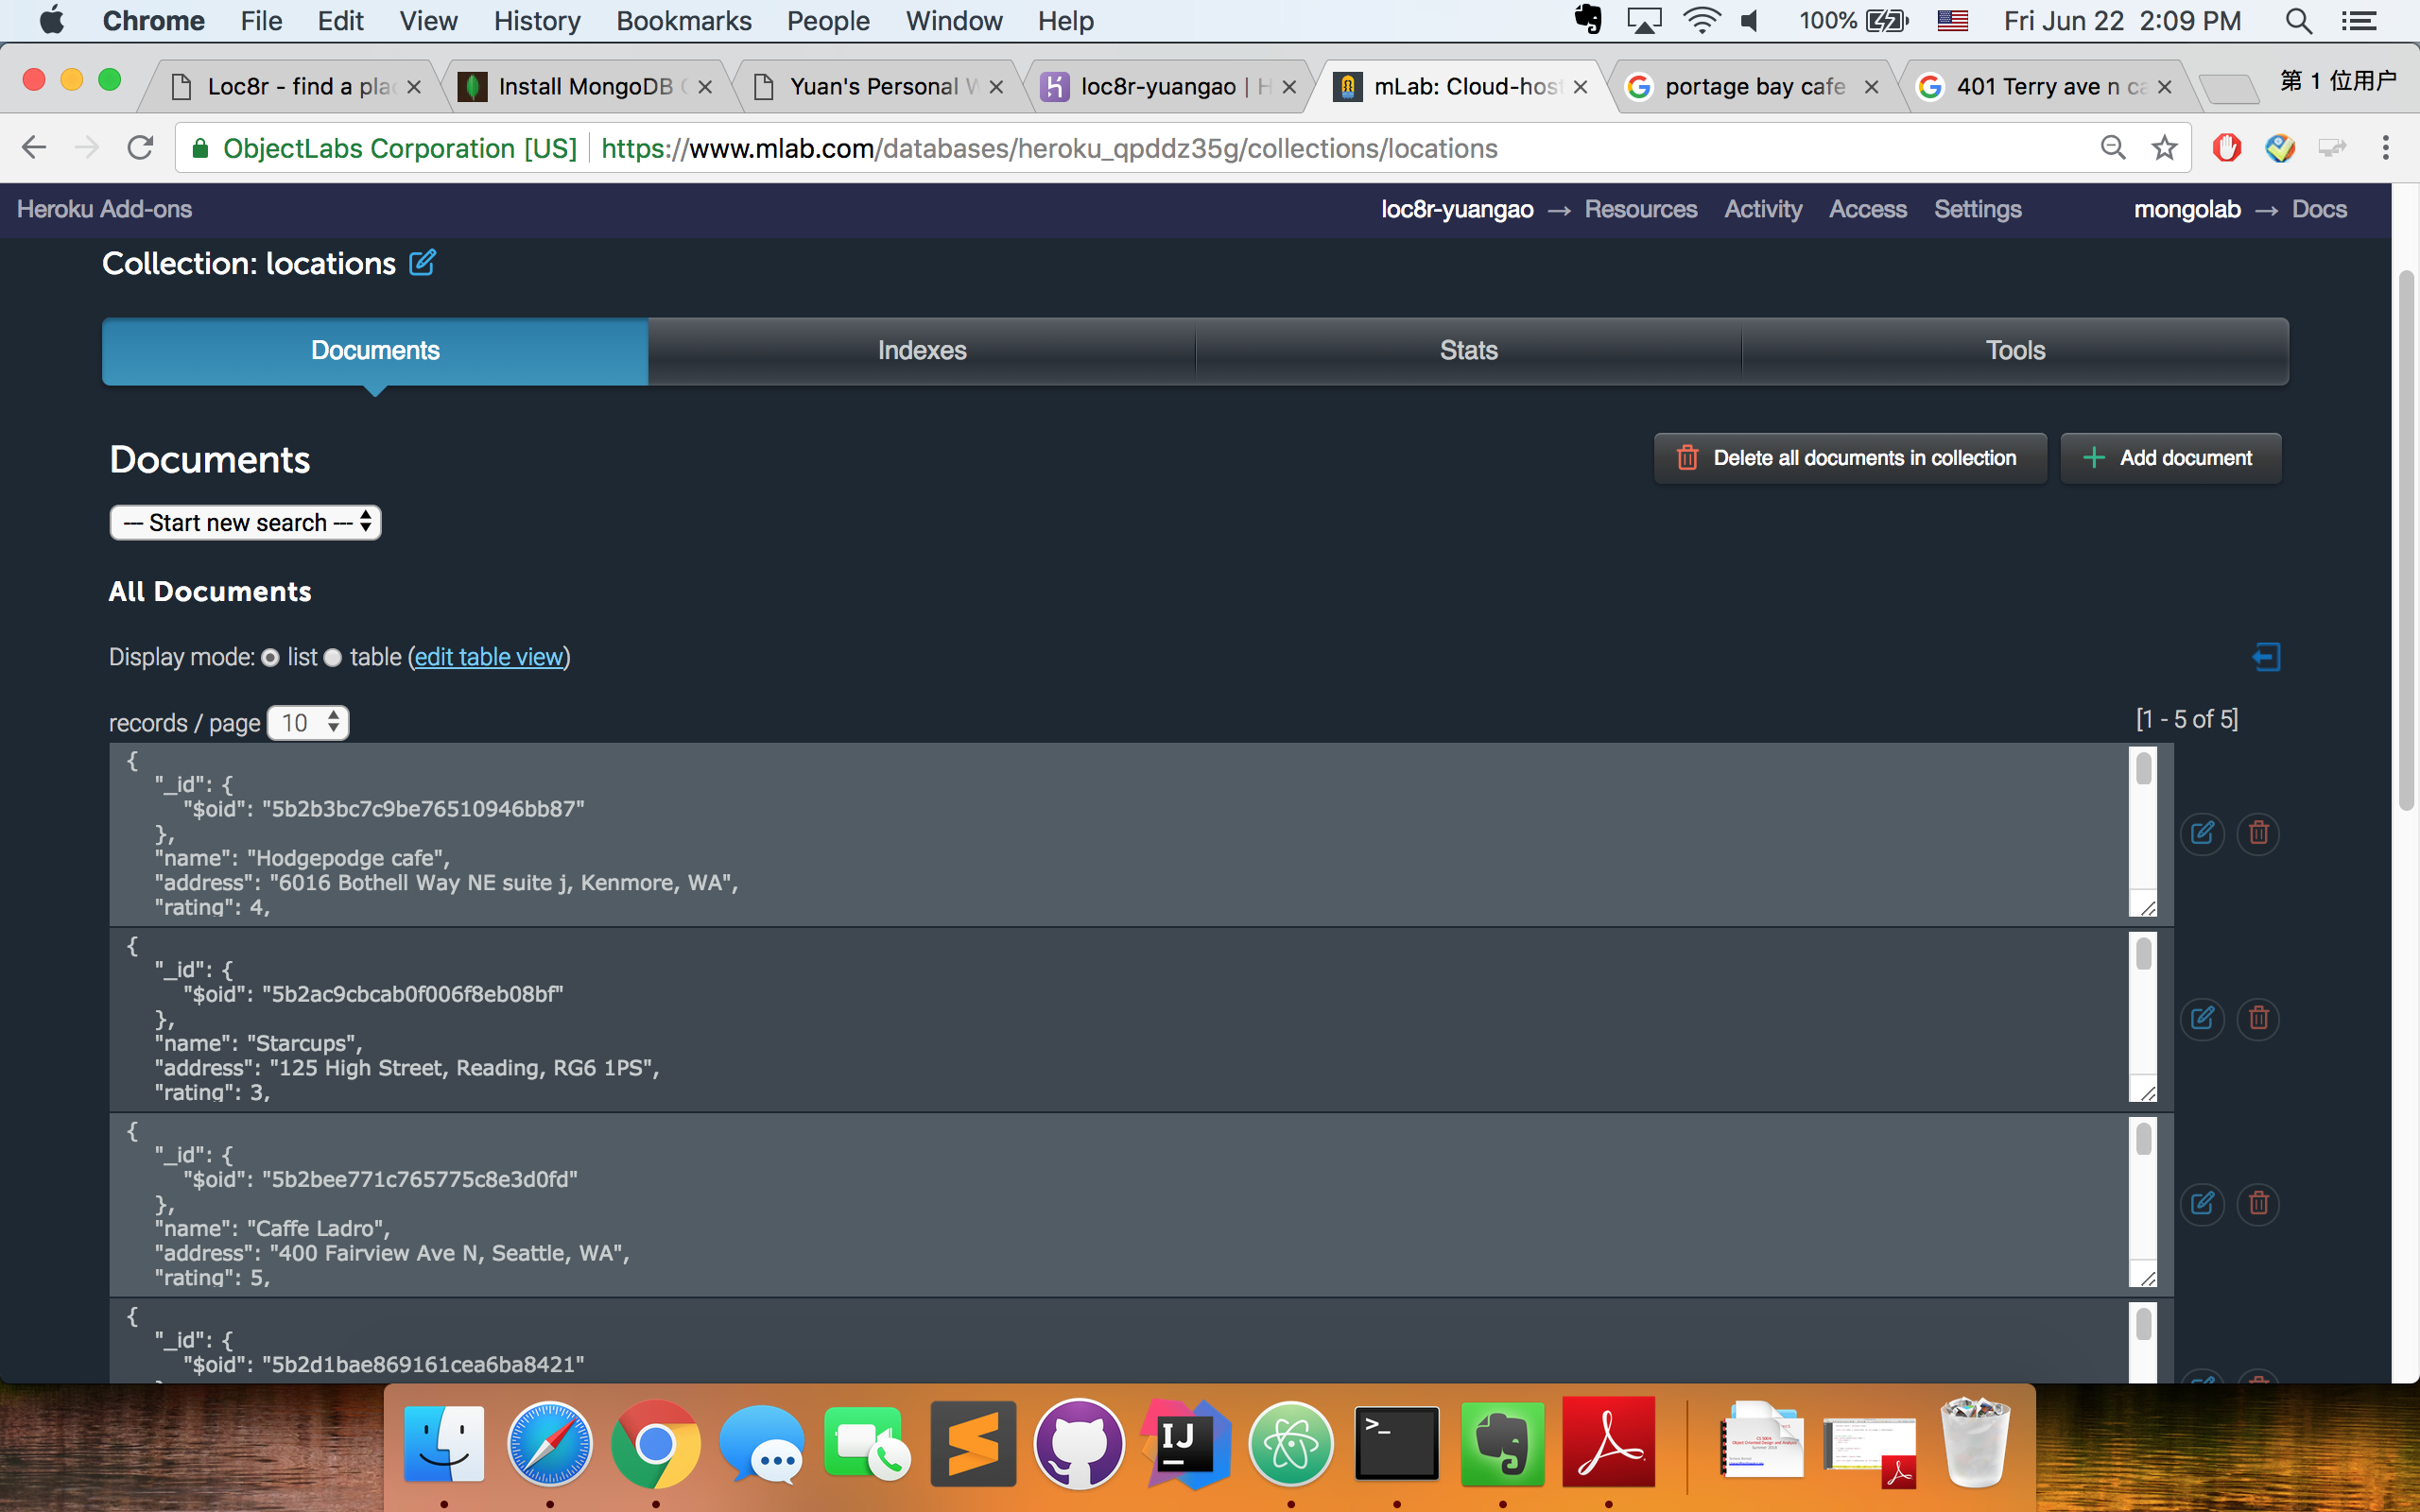 Chrome File Edit View History Bookmarks People Window Help 100% Fri Jun 22 2:09 PM
Loc8r - find a plac Install MongoDB Yuan's Personal loc8r-yuangao | mLab: Cloud-host portage bay cafe 401 Terry ave n ca 第 1 位用户
ObjectLabs Corporation [US] https://www.mlab.com/databases/heroku_qpddz35g/collections/locations
Heroku Add-ons loc8r-yuangao → Resources Activity Access Settings mongolab → Docs
Collection: locations
Documents Indexes Stats Tools
Documents
Delete all documents in collection
+ Add document
--- Start new search ---
All Documents
Display mode: list table (edit table view)
records / page 10 [1 - 5 of 5]
{
"_id": {
"$oid": "5b2b3bc7c9be76510946bb87"
},
"name": "Hodgepodge cafe",
"address": "6016 Bothell Way NE suite j, Kenmore, WA",
"rating": 4,
{
"_id": {
"$oid": "5b2ac9cbcab0f006f8eb08bf"
},
"name": "Starcups",
"address": "125 High Street, Reading, RG6 1PS",
"rating": 3,
{
"_id": {
"$oid": "5b2bee771c765775c8e3d0fd"
},
"name": "Caffe Ladro",
"address": "400 Fairview Ave N, Seattle, WA",
"rating": 5,
{
"_id": {
"$oid": "5b2d1bae869161cea6ba8421"
IJ
>_